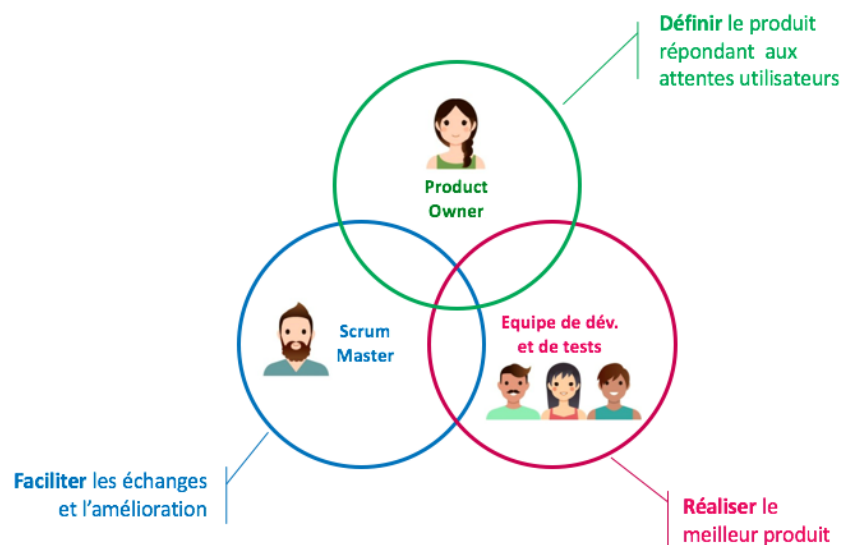 Définir le produit
répondant aux
attentes utilisateurs
Product
Owner
Scrum
Master
Equipe de dév.
et de tests
Faciliter les échanges
et l'amélioration
Réaliser le
meilleur produit